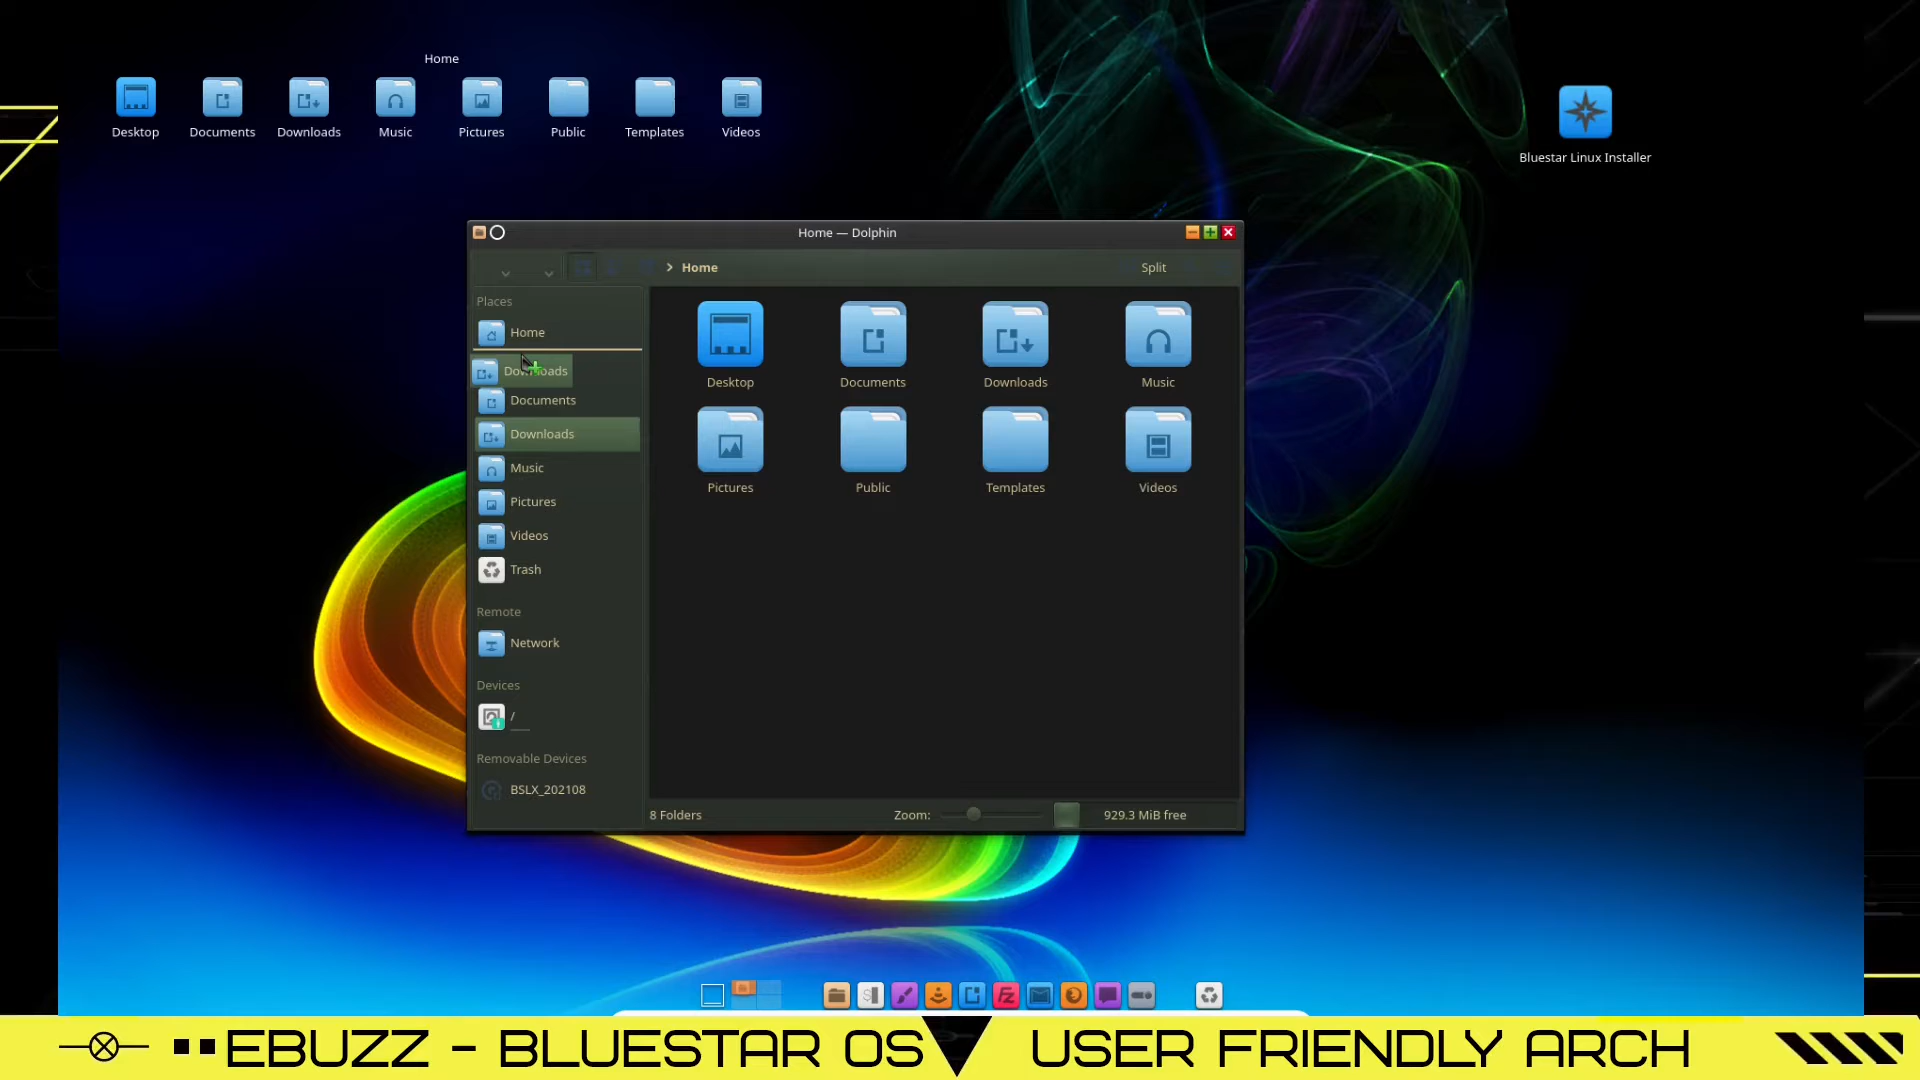 Home
Desktop
Documents
Downloads
Music
Pictures
Public
Templates
Videos
Bluestar Linux Installer
Home — Dolphin
Home
Split
Places
Home
Downloads
Documents
Downloads
Music
Pictures
Videos
Trash
Remote
Network
Devices
/
Removable Devices
BSLX_202108
Desktop
Documents
Downloads
Music
Pictures
Public
Templates
Videos
8 Folders
Zoom:
929.3 MiB free
EBUZZ - BLUESTAR OS
USER FRIENDLY ARCH